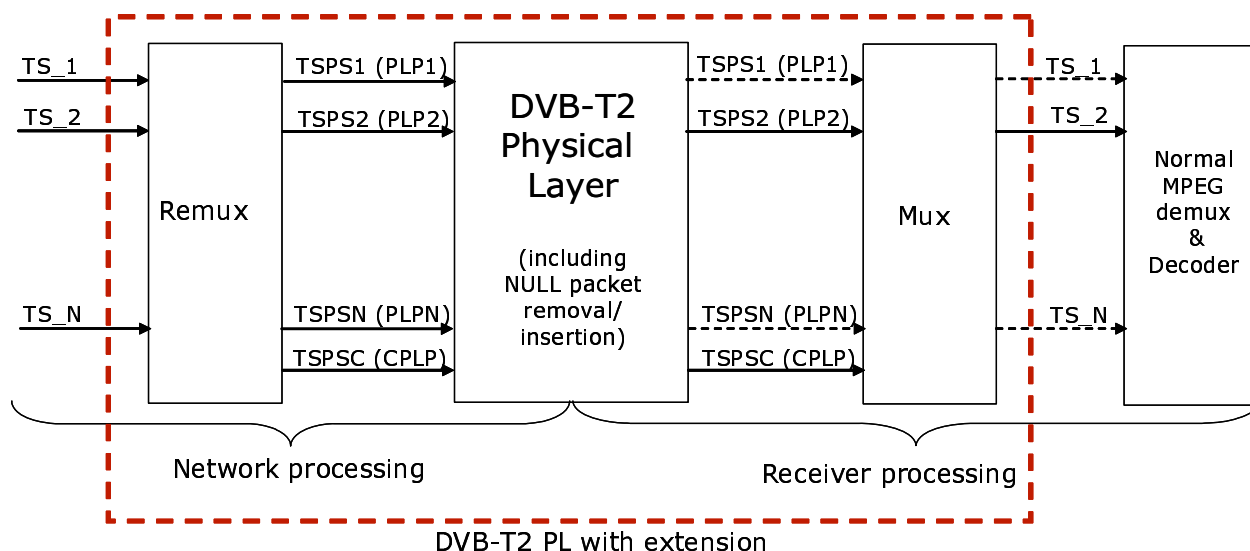 TS_1
TSPS1 (PLP1)
TSPS1 (PLP1)
TS_1
TS_2
TSPS2 (PLP2)
TSPS2 (PLP2)
TS_2
Remux
DVB-T2
Physical
Layer
(including
NULL packet
removal/
insertion)
Mux
Normal
MPEG
demux
&
Decoder
TS_N
TSPSN (PLPN)
TSPSN (PLPN)
TS_N
TSPSC (CPLP)
TSPSC (CPLP)
Network processing
Receiver processing
DVB-T2 PL with extension